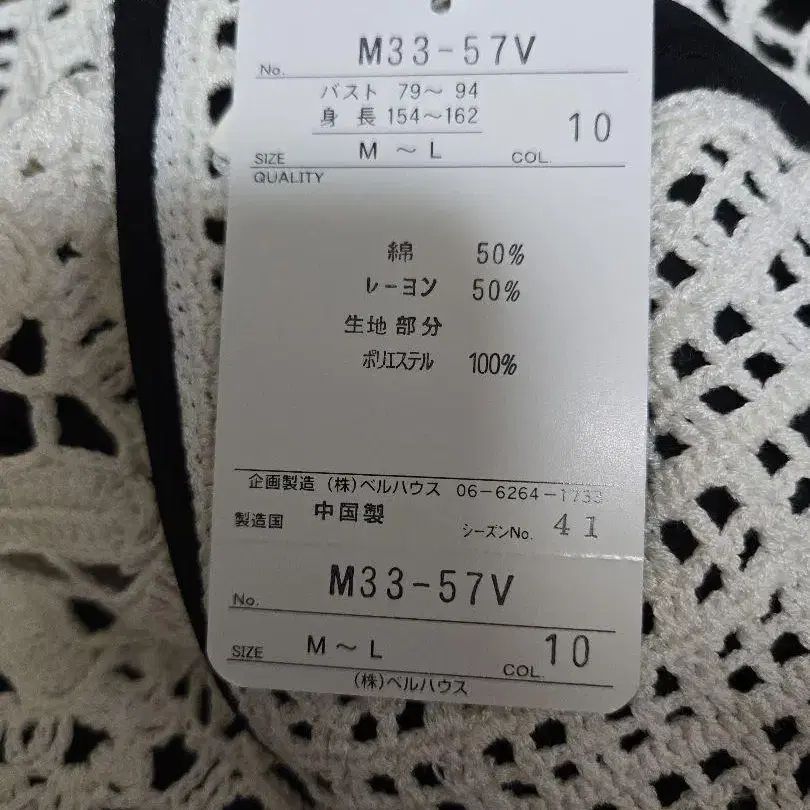 No. M33-57V
バスト 79～ 94
身 長 154～162
SIZE M ～ L COL. 10
QUALITY
綿 50%
レーヨン 50%
生地部分
ポリエステル 100%
企画製造 (株)ベルハウス 06-6264-1733
製造国 中国製 シーズンNo. 41
No. M33-57V
SIZE M ～ L COL. 10
(株)ベルハウス